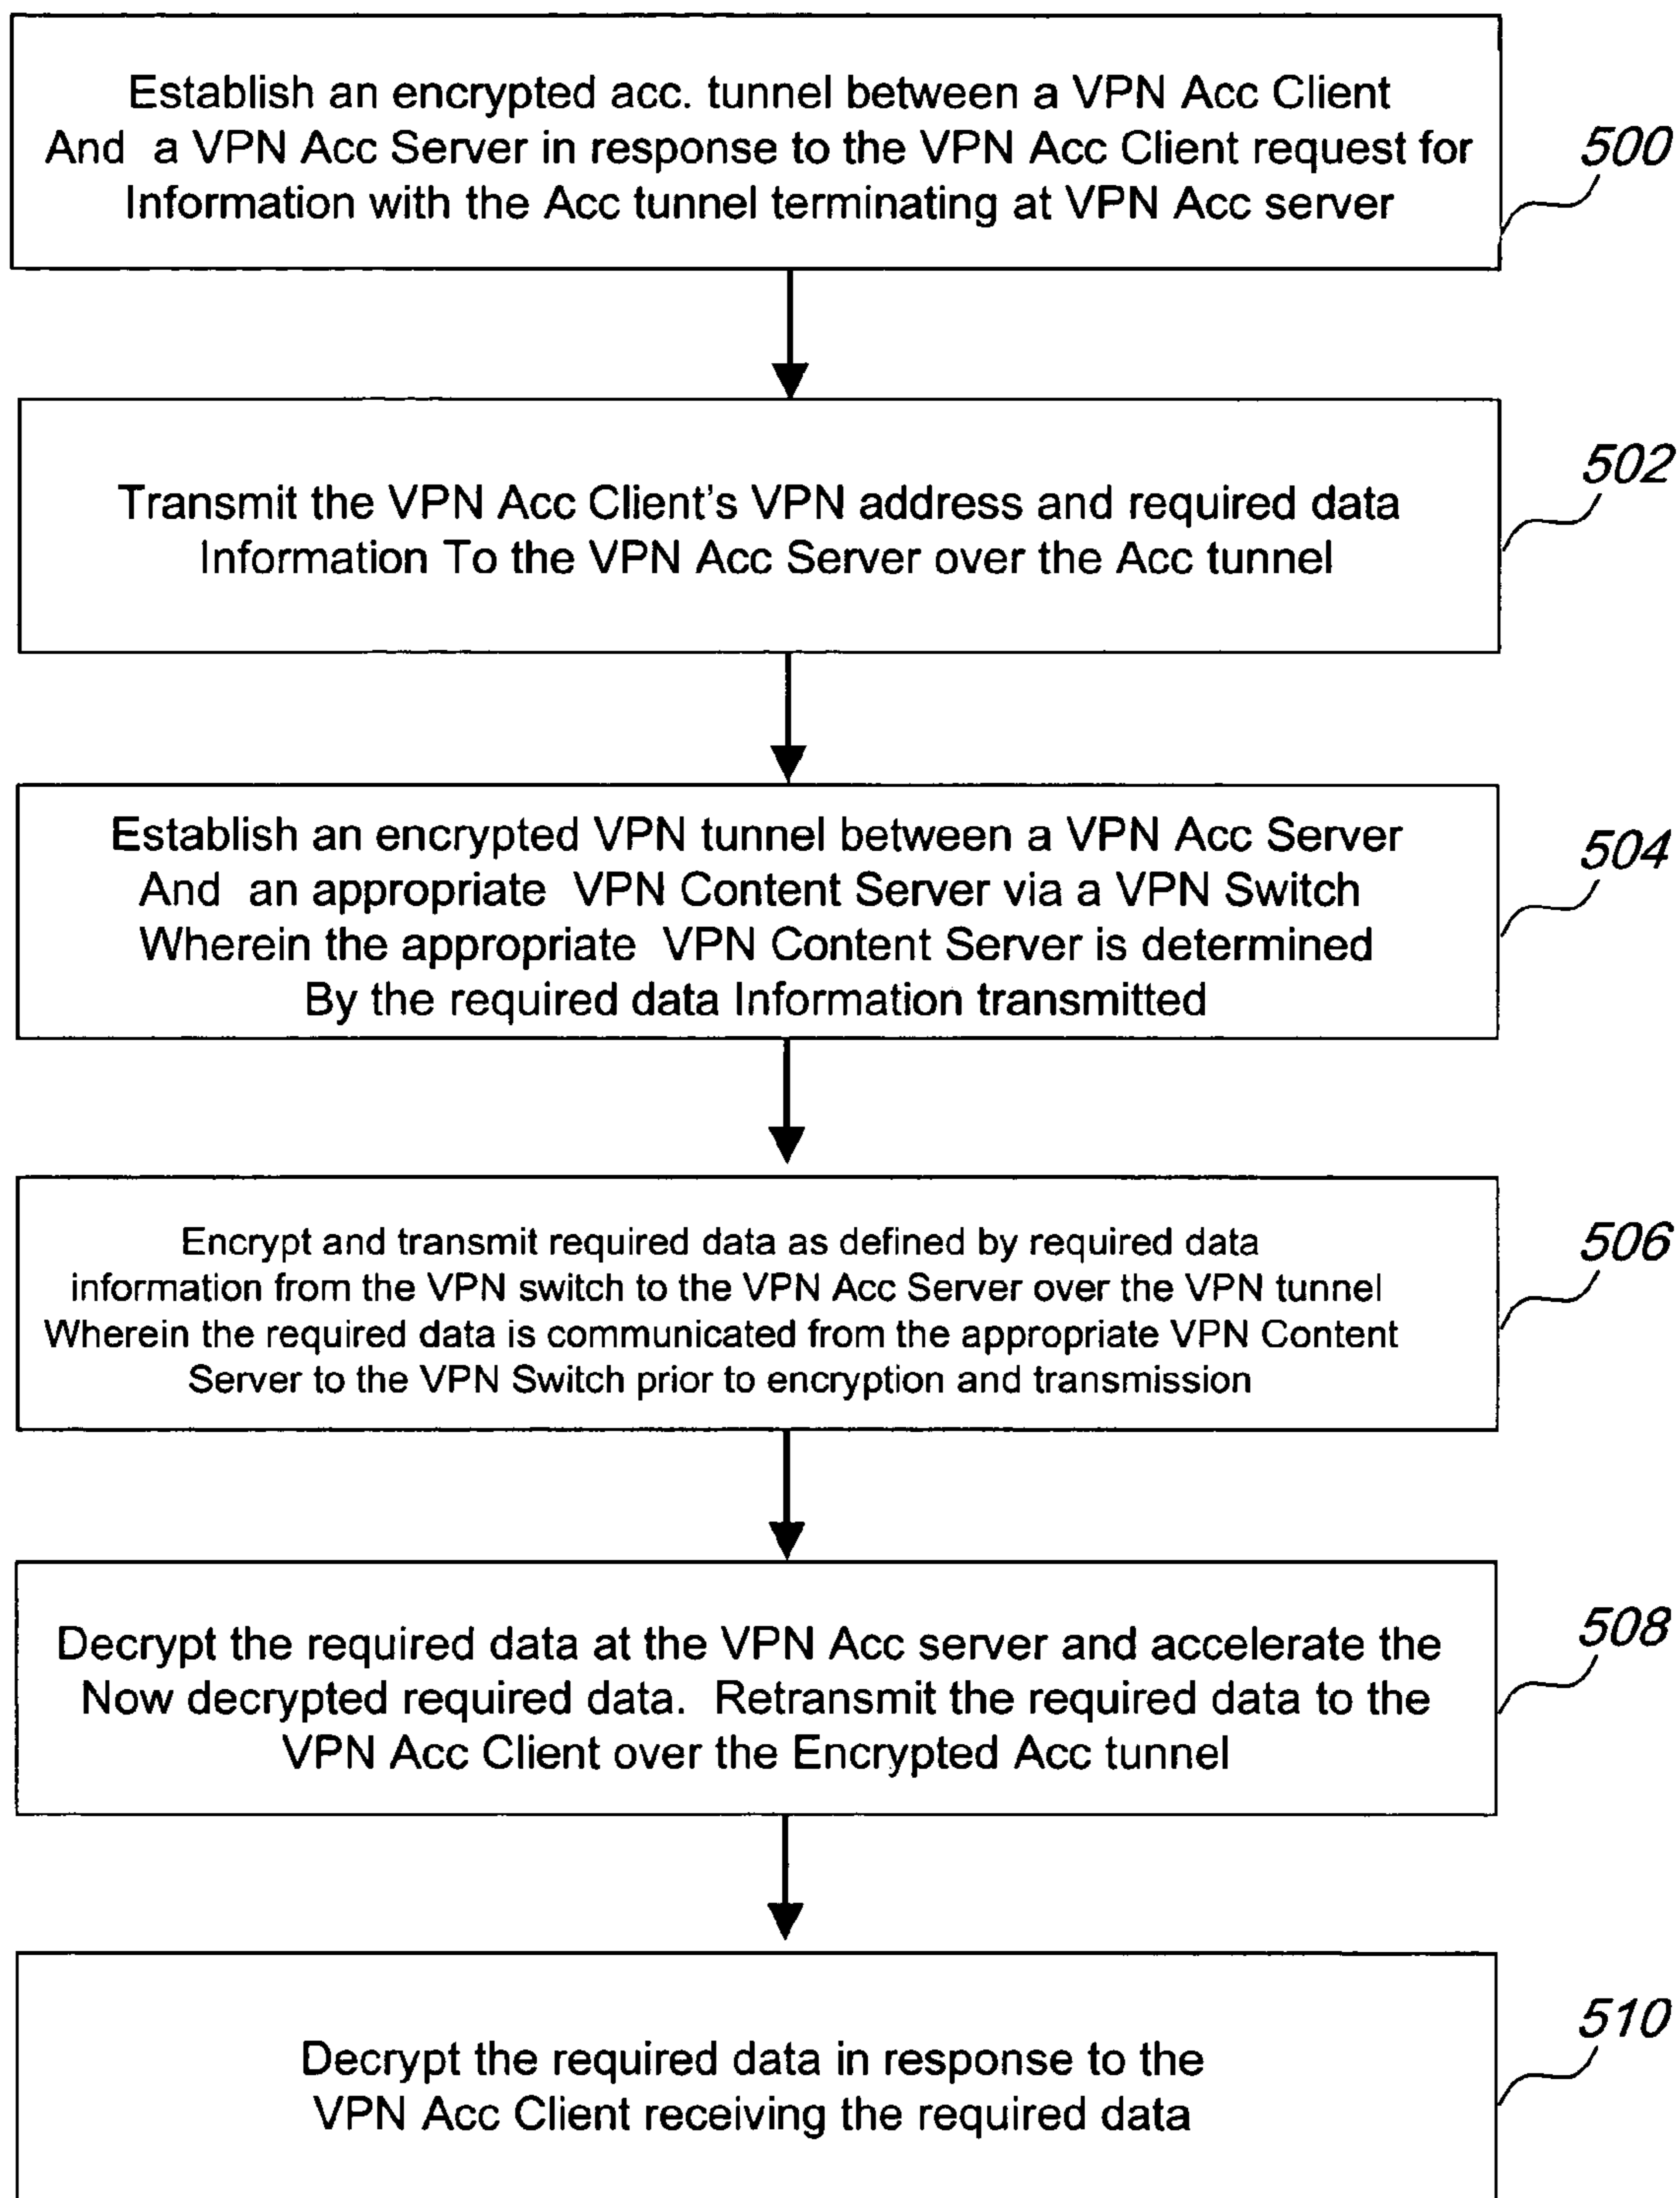 Establish an encrypted acc. tunnel between a VPN Acc Client
And a VPN Acc Server in response to the VPN Acc Client request for
Information with the Acc tunnel terminating at VPN Acc server
500
Transmit the VPN Acc Client's VPN address and required data
Information To the VPN Acc Server over the Acc tunnel
502
Establish an encrypted VPN tunnel between a VPN Acc Server
And an appropriate VPN Content Server via a VPN Switch
Wherein the appropriate VPN Content Server is determined
By the required data Information transmitted
504
Encrypt and transmit required data as defined by required data
information from the VPN switch to the VPN Acc Server over the VPN tunnel
Wherein the required data is communicated from the appropriate VPN Content
Server to the VPN Switch prior to encryption and transmission
506
Decrypt the required data at the VPN Acc server and accelerate the
Now decrypted required data. Retransmit the required data to the
VPN Acc Client over the Encrypted Acc tunnel
508
Decrypt the required data in response to the
VPN Acc Client receiving the required data
510